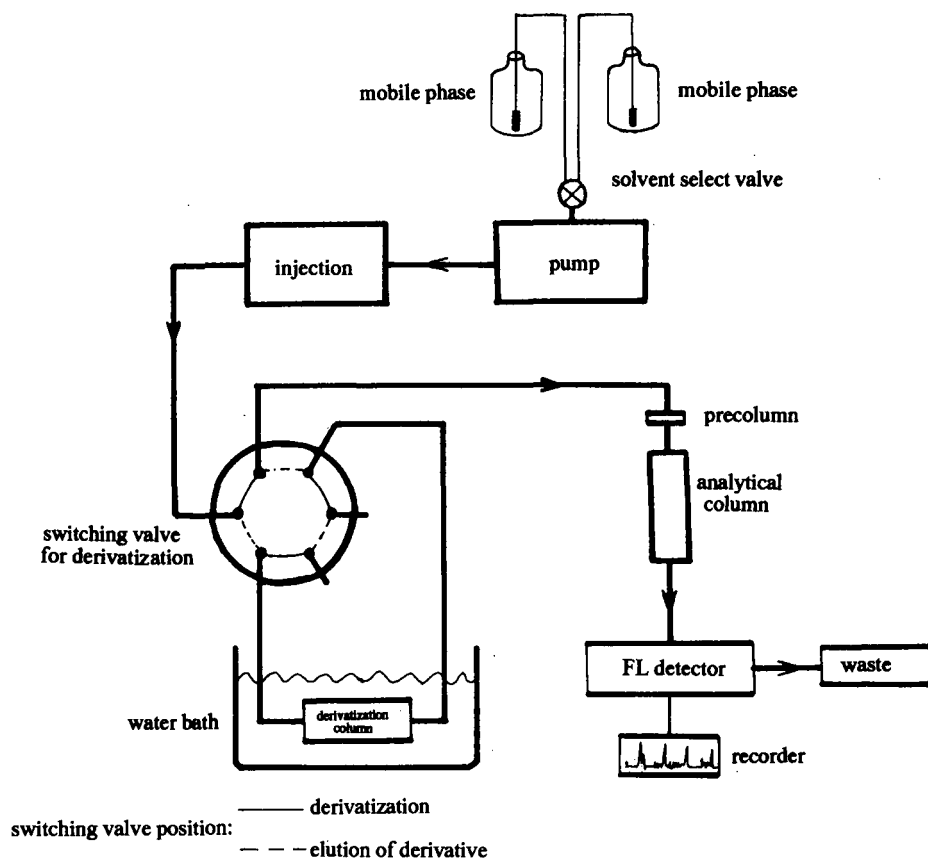 mobile phase
mobile phase
solvent select valve
injection
pump
precolumn
analytical
column
switching valve
for derivatization
FL detector
waste
water bath
derivatization
column
recorder
derivatization
switching valve position:
elution of derivative